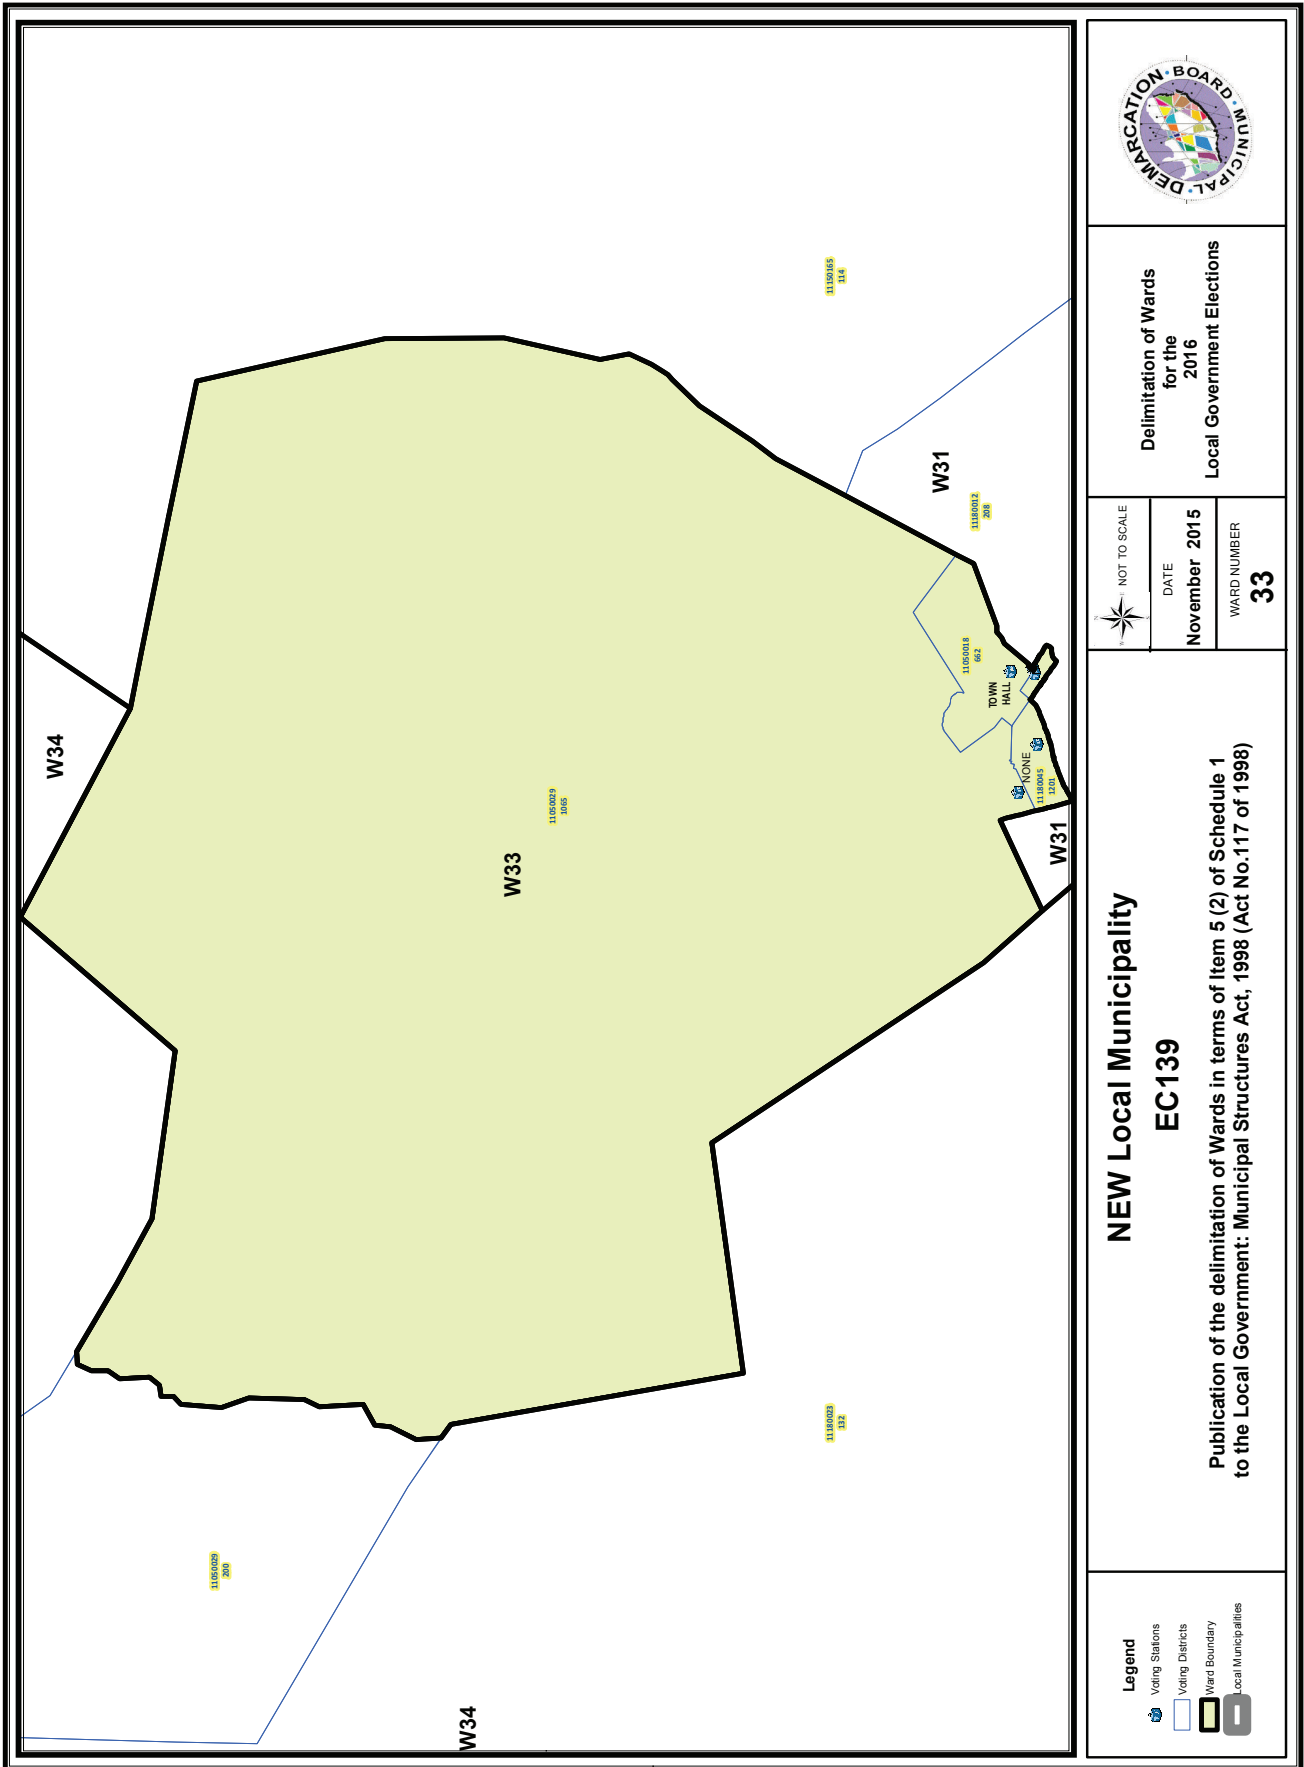 W34
11050029
200
W34
11050029
1065
W33
11180023
132
11150165
114
W31
11180012
208
11050018
662
TOWN
HALL
NONE
11180045
1201
W31
Legend
Voting Stations
Voting Districts
Ward Boundary
Local Municipalities
NEW Local Municipality
EC139
Publication of the delimitation of Wards in terms of Item 5 (2) of Schedule 1
to the Local Government: Municipal Structures Act, 1998 (Act No.117 of 1998)
N
W
E
S
NOT TO SCALE
DATE
November 2015
WARD NUMBER
33
Delimitation of Wards
for the
2016
Local Government Elections
MUNICIPAL • DEMARCATION • BOARD •